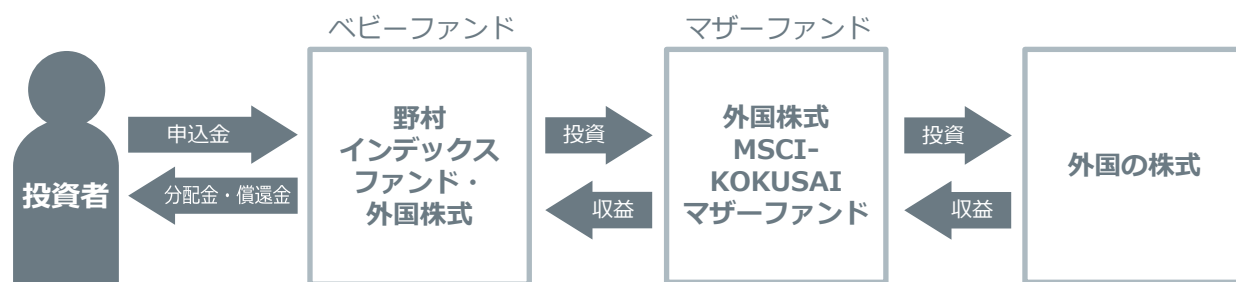 ベビーファンド
マザーファンド
投資者
申込金
分配金・償還金
野村
インデックス
ファンド・
外国株式
投資
収益
外国株式
MSCI-
KOKUSAI
マザーファンド
投資
収益
外国の株式